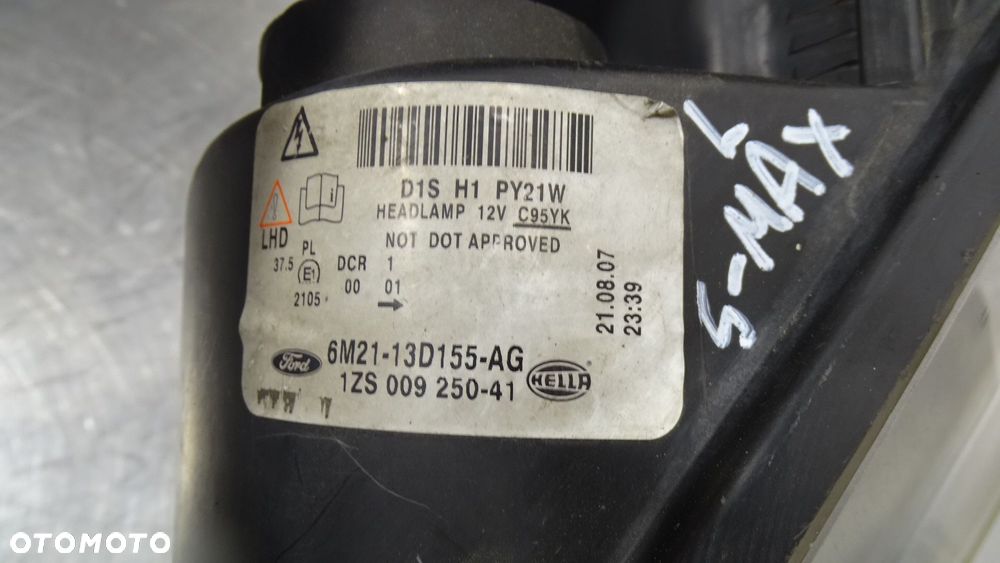 D1S H1 PY21W
HEADLAMP 12V C95YK
NOT DOT APPROVED
LHD
PL
37.5 E1 DCR 1
2105 00 01
21.08.07
23:39
Ford 6M21-13D155-AG
1ZS 009 250-41 HELLA
L
S-MAX
OTOMOTO